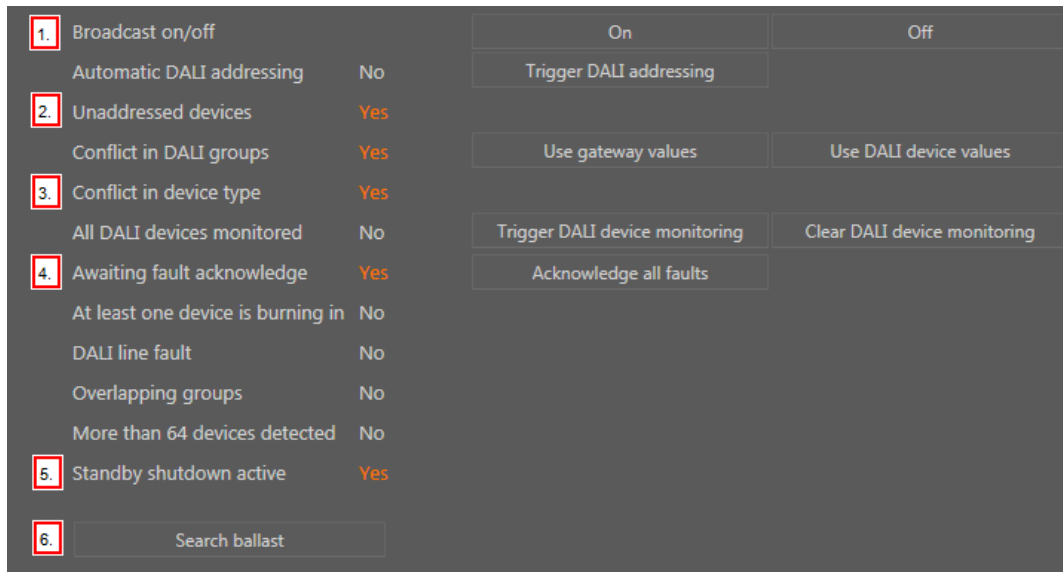 1. Broadcast on/off On Off
Automatic DALI addressing No Trigger DALI addressing
2. Unaddressed devices Yes
Conflict in DALI groups Yes Use gateway values Use DALI device values
3. Conflict in device type Yes
All DALI devices monitored No Trigger DALI device monitoring Clear DALI device monitoring
4. Awaiting fault acknowledge Yes Acknowledge all faults
At least one device is burning in No
DALI line fault No
Overlapping groups No
More than 64 devices detected No
5. Standby shutdown active Yes
6. Search ballast